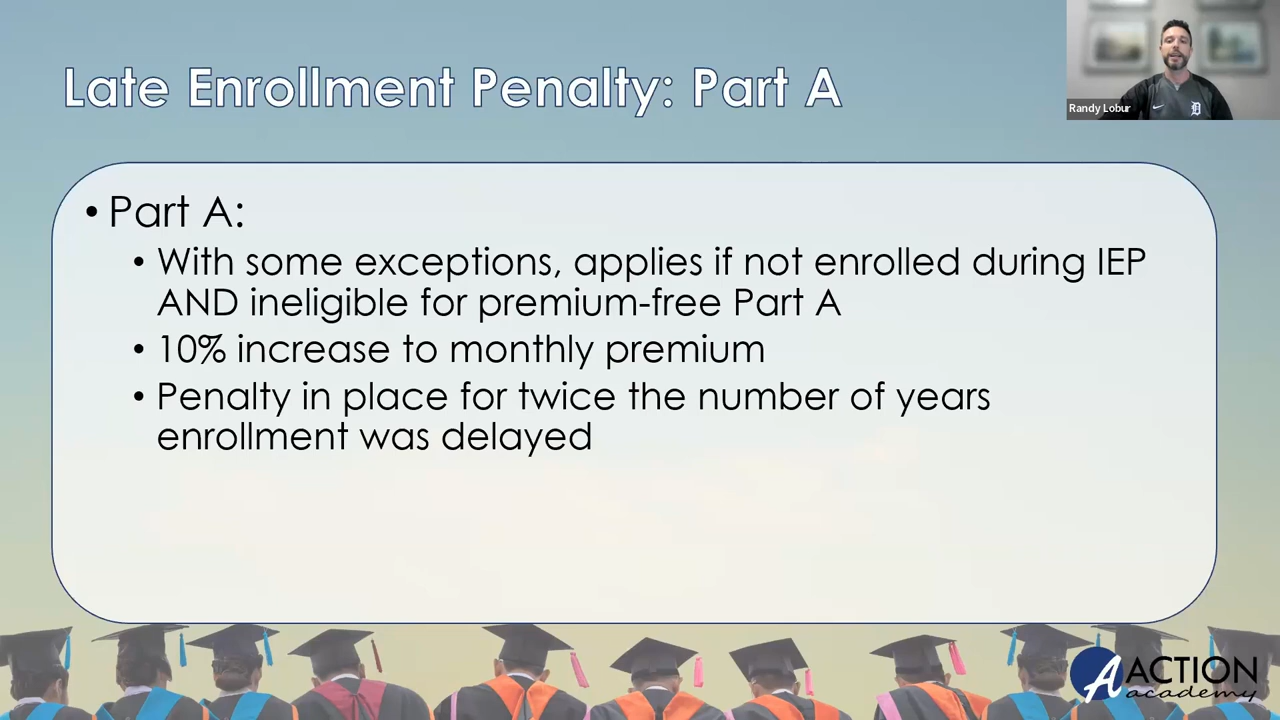 Late Enrollment Penalty: Part A
Randy Lobur
• Part A:
• With some exceptions, applies if not enrolled during IEP
AND ineligible for premium-free Part A
• 10% increase to monthly premium
• Penalty in place for twice the number of years
enrollment was delayed
A ACTION
academy